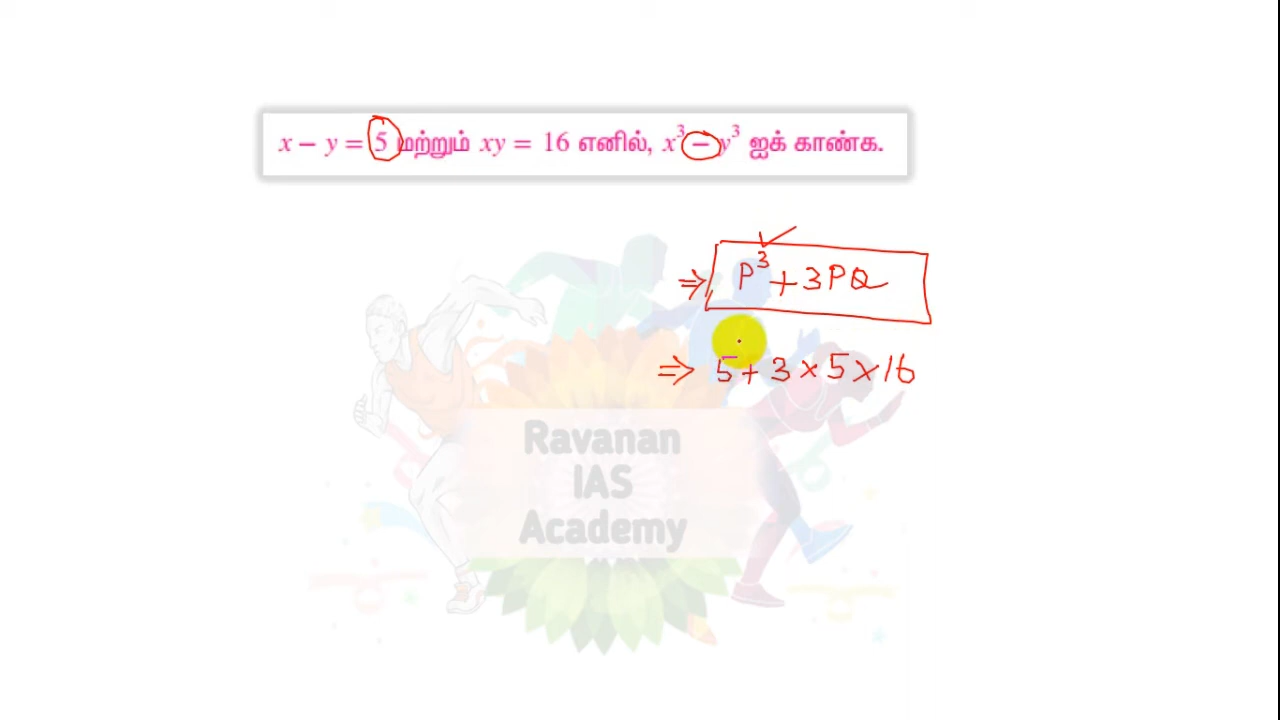 x − y = 5 மற்றும் xy = 16 எனில், x³ − y³ ஐக் காண்க.
⇒ P³ + 3PQ
⇒ 5 + 3 × 5 × 16
Ravanan
IAS
Academy